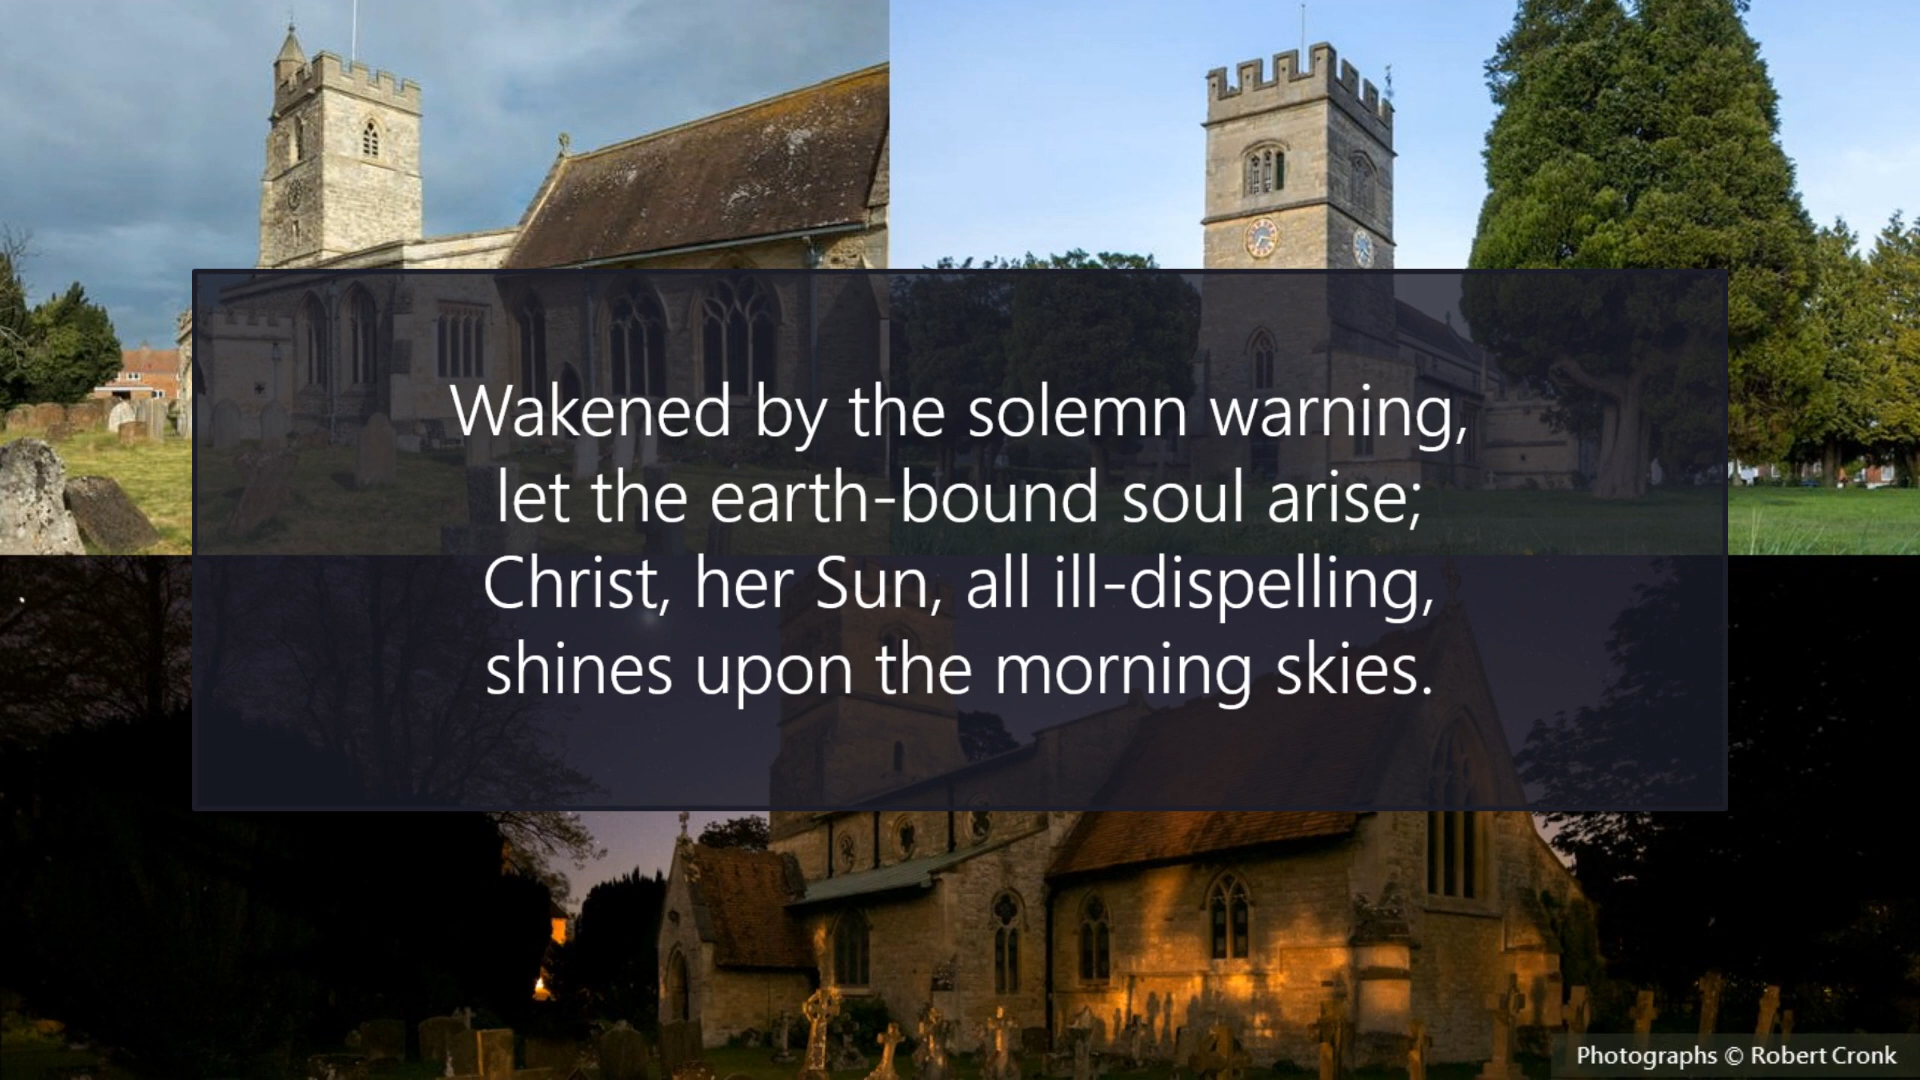 Wakened by the solemn warning,
let the earth-bound soul arise;
Christ, her Sun, all ill-dispelling,
shines upon the morning skies.
Photographs © Robert Cronk